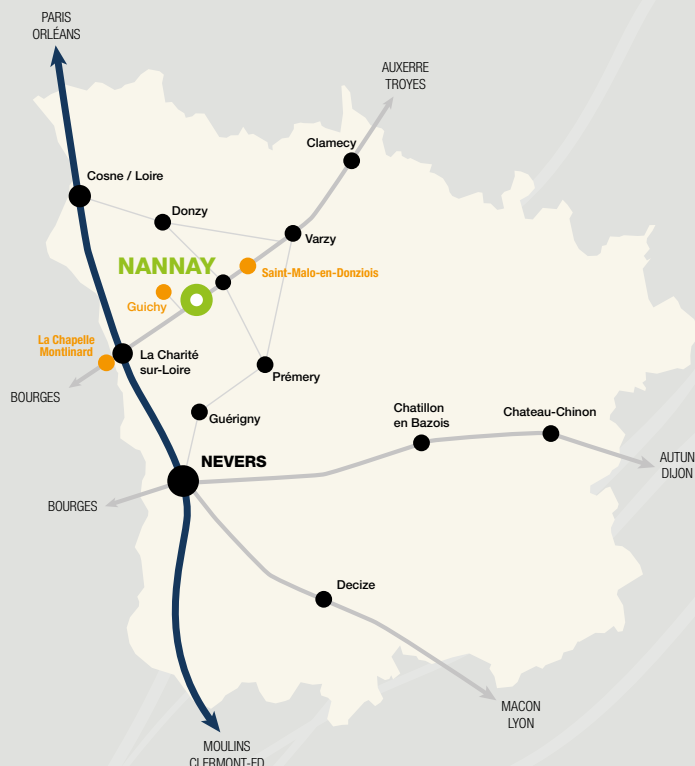 PARIS
ORLÉANS
AUXERRE
TROYES
Clamecy
Cosne / Loire
Donzy
Varzy
NANNAY
Saint-Malo-en-Donziois
Guichy
La Chapelle
Montlinard
La Charité
sur-Loire
Prémery
BOURGES
Guérigny
Chatillon
en Bazois
Chateau-Chinon
NEVERS
AUTUN
DIJON
BOURGES
Decize
MACON
LYON
MOULINS
CLERMONT-FD